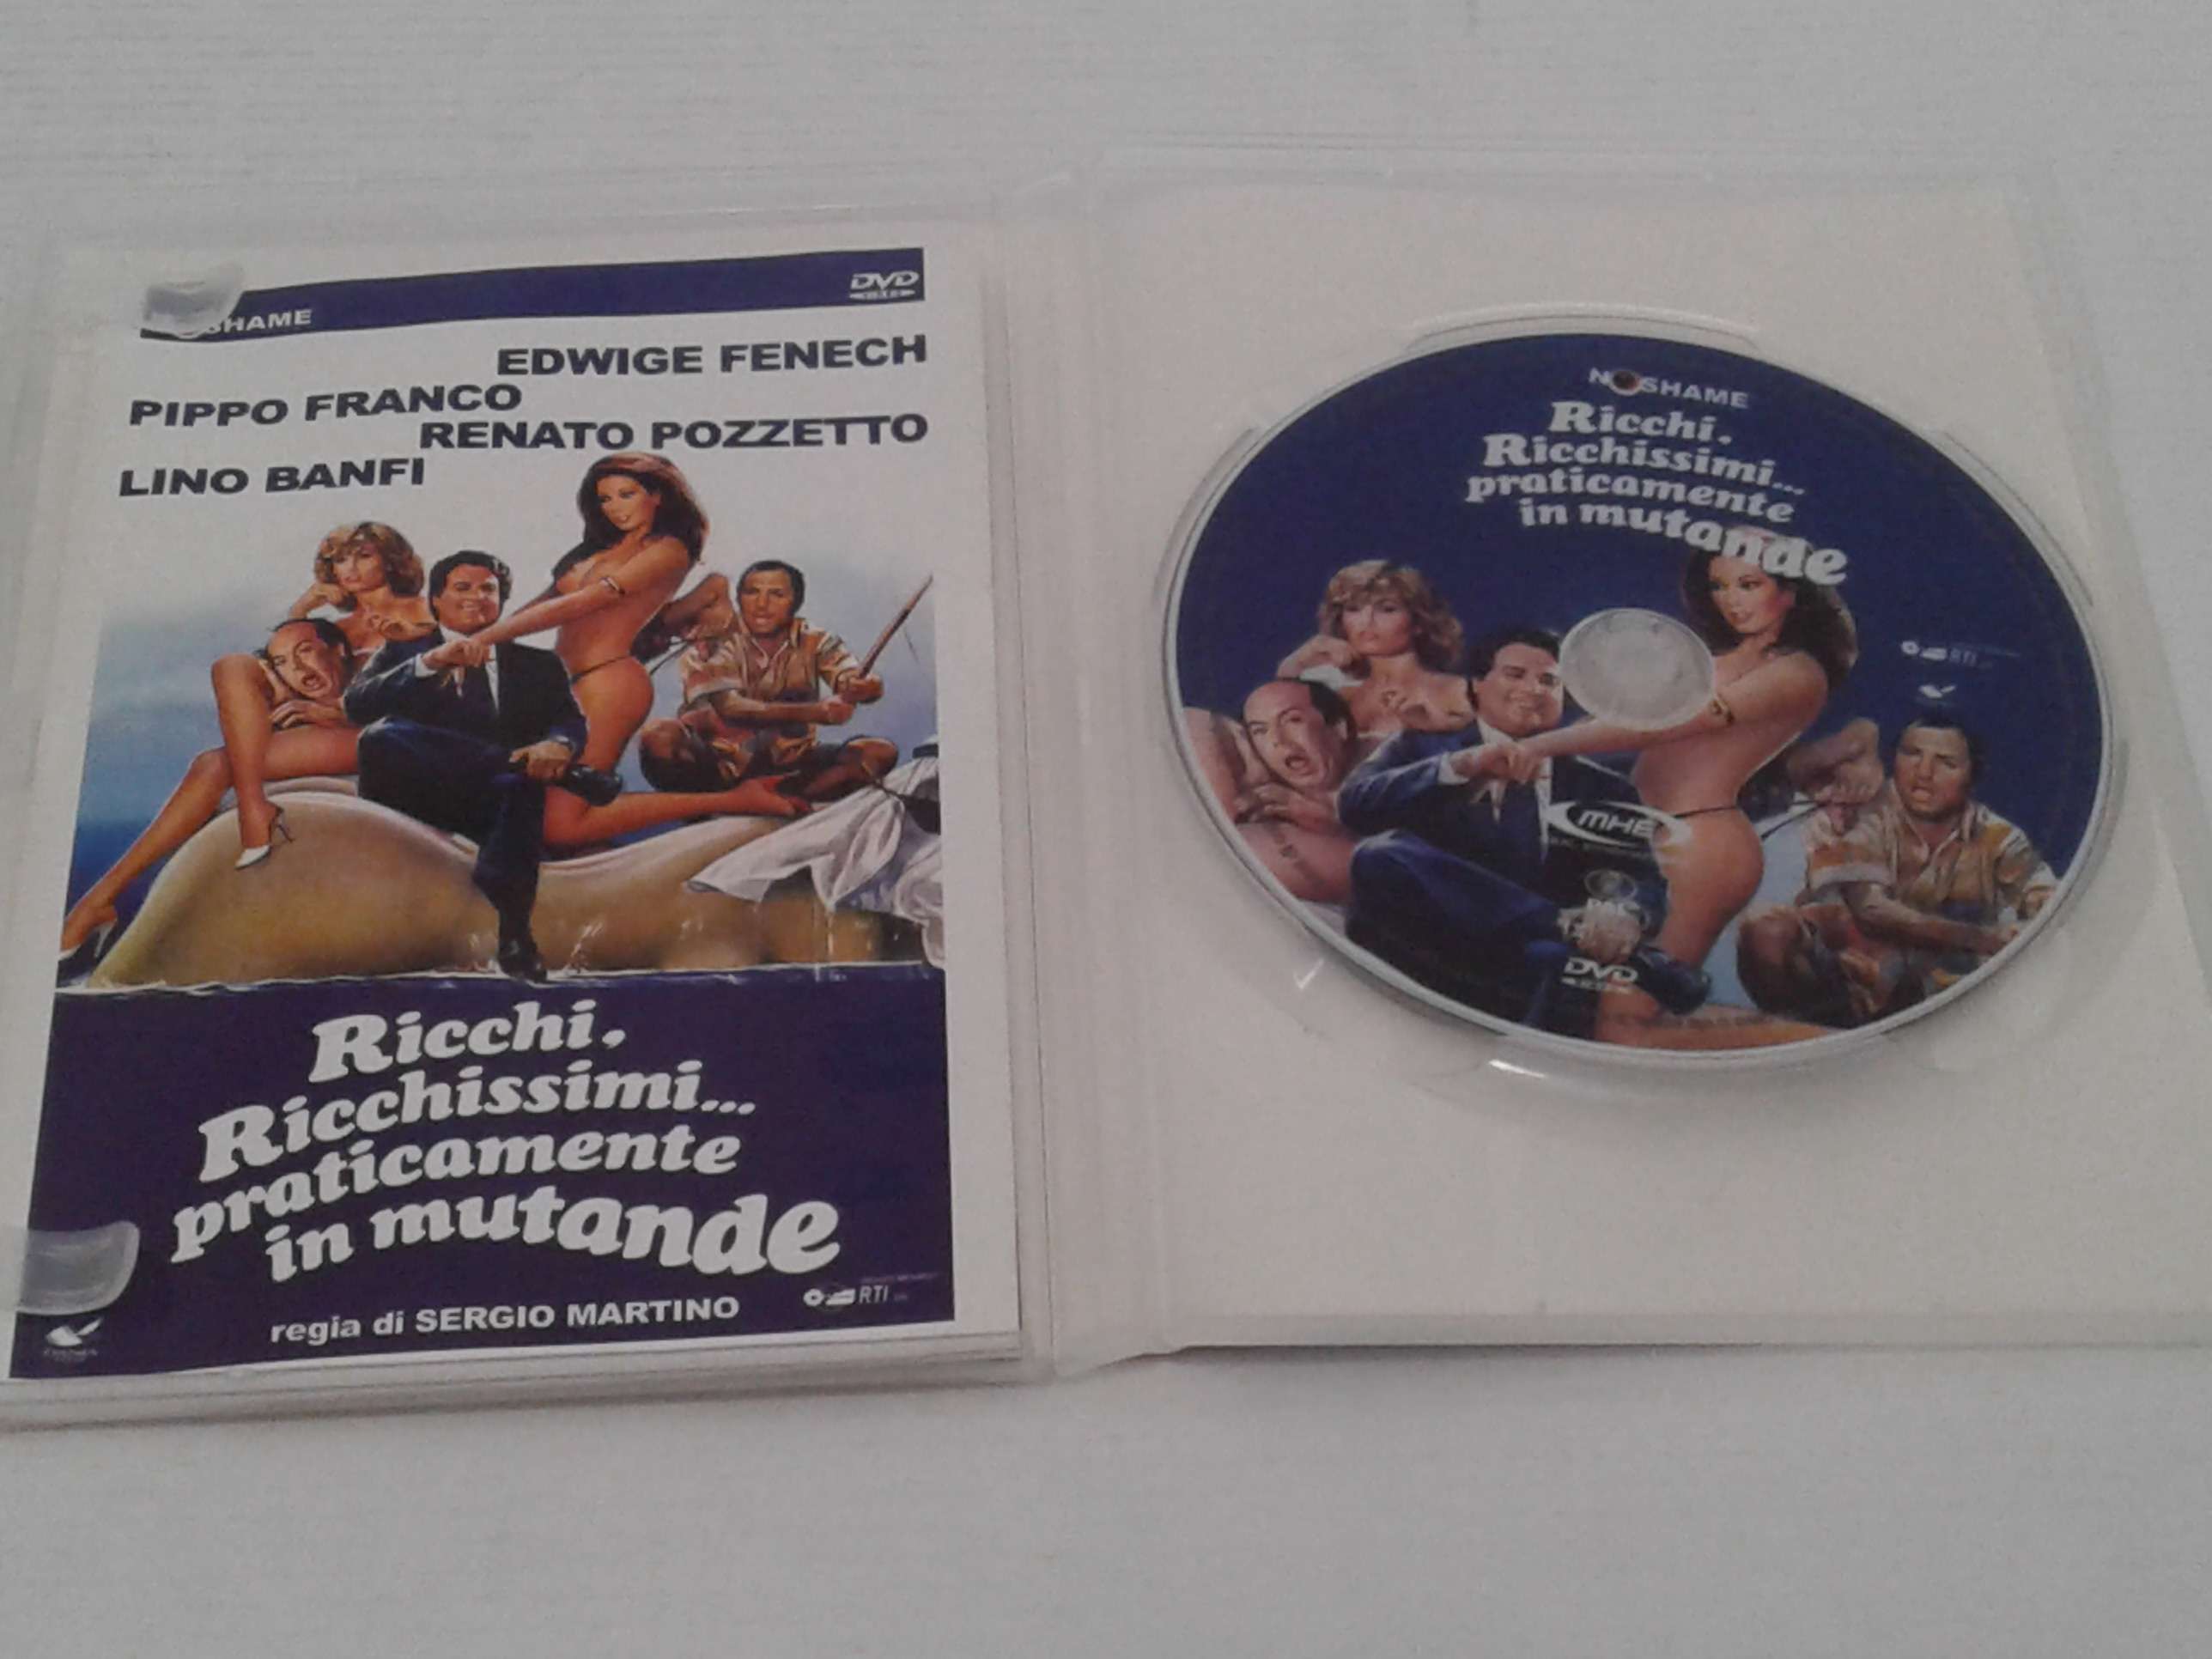 SHAME
DVD
EDWIGE FENECH
PIPPO FRANCO
RENATO POZZETTO
LINO BANFI
Ricchi.
Ricchissimi...
praticamente
in mutande
regia di SERGIO MARTINO
RTI
NOSHAME
Ricchi.
Ricchissimi...
praticamente
in mutande
RTI
MHE
DVD